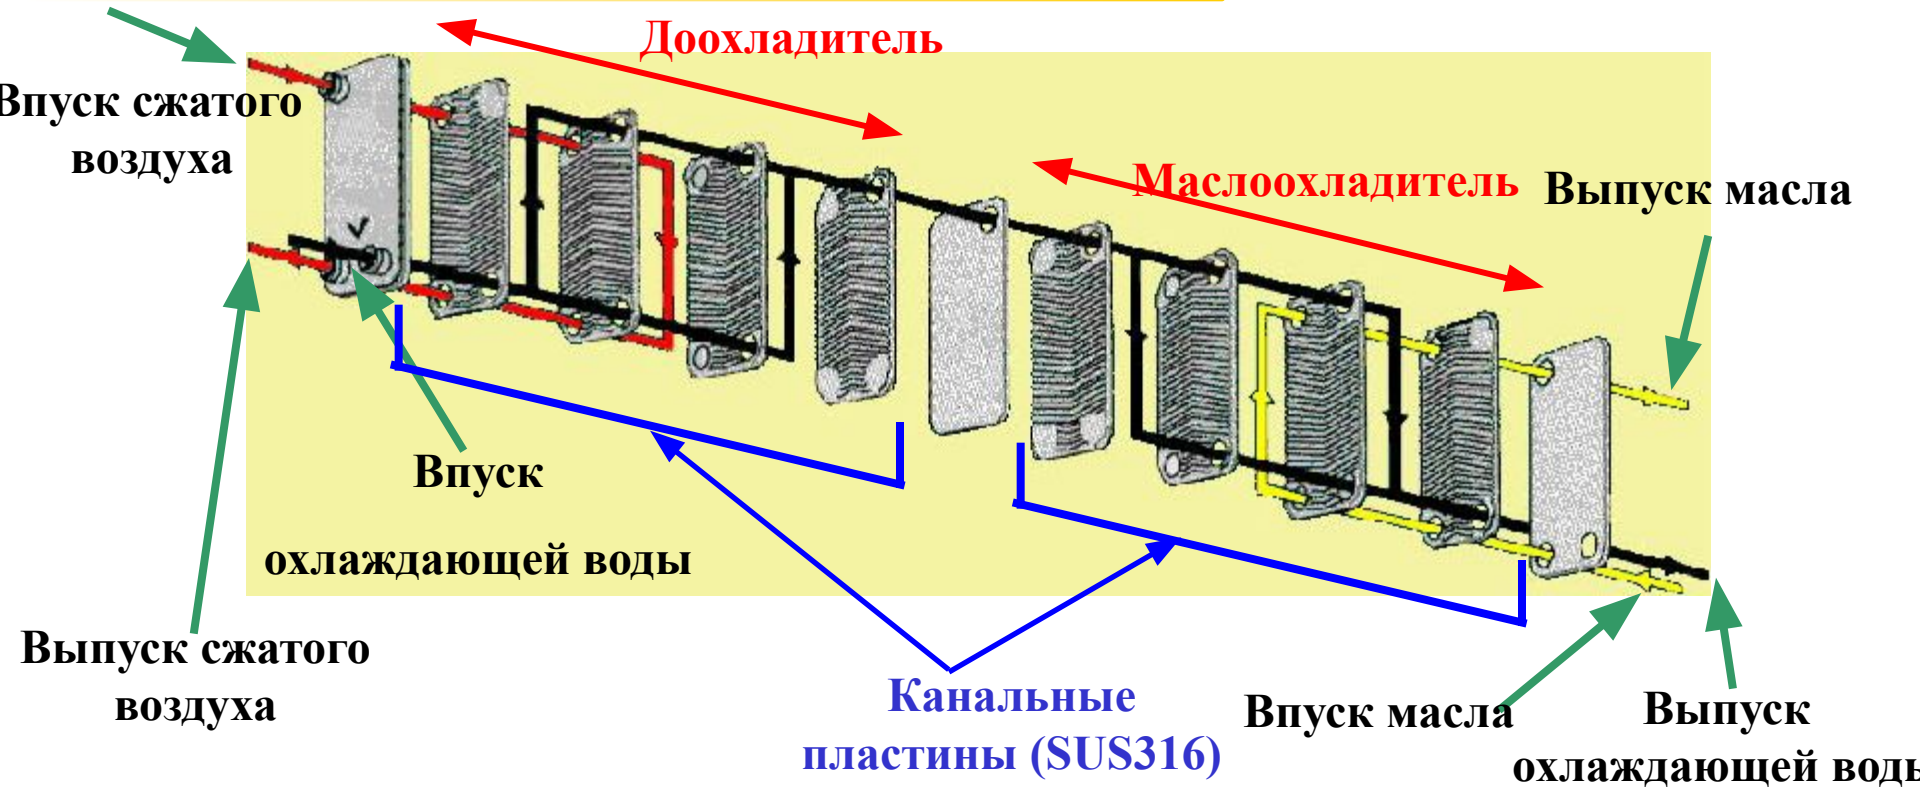 Доохладитель
Впуск сжатого
воздуха
Маслоохладитель
Выпуск масла
Впуск
охлаждающей воды
Выпуск сжатого
воздуха
Канальные
пластины (SUS316)
Впуск масла
Выпуск
охлаждающей воды